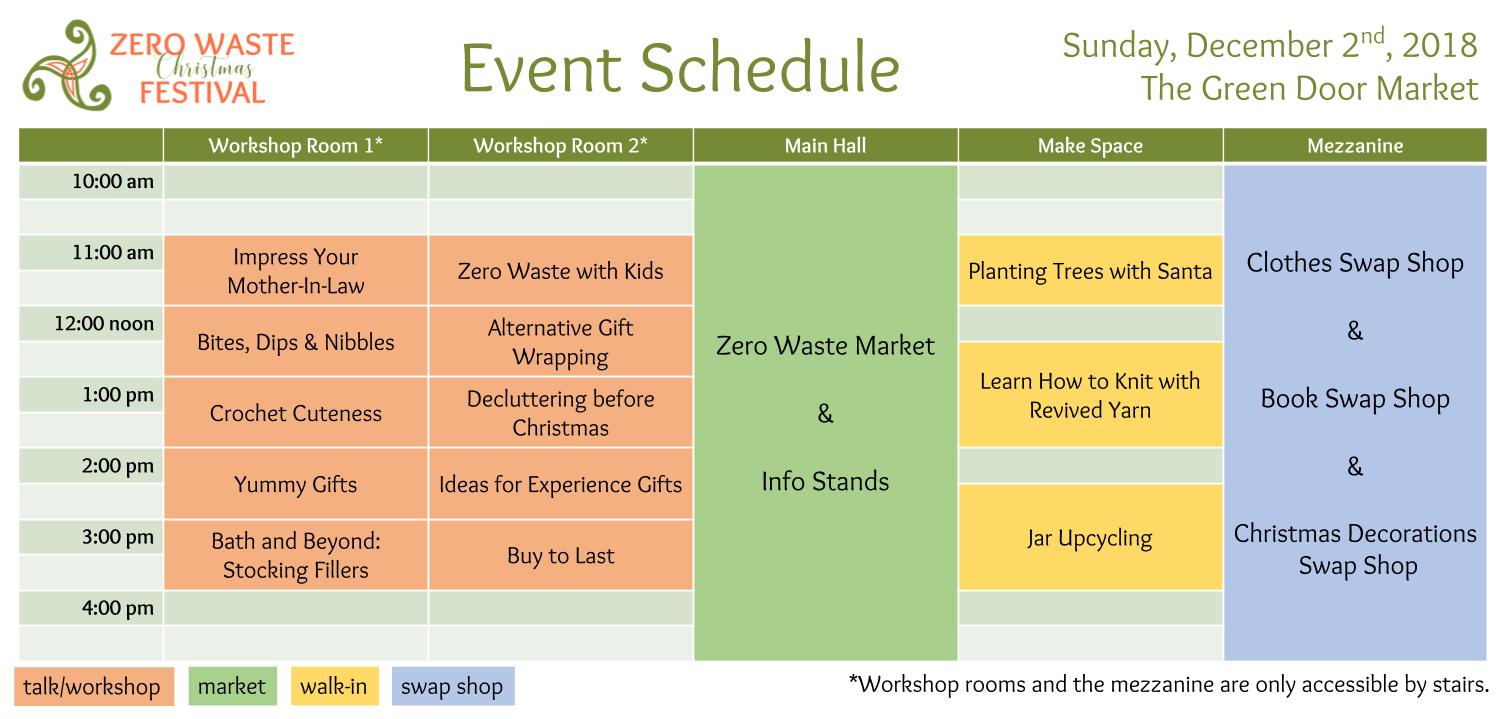 ZERO WASTE
Christmas
FESTIVAL
Event Schedule
Sunday, December 2nd, 2018
The Green Door Market
Workshop Room 1*
Workshop Room 2*
Main Hall
Make Space
Mezzanine
10:00 am
11:00 am
Impress Your
Mother-In-Law
Zero Waste with Kids
Planting Trees with Santa
12:00 noon
Bites, Dips & Nibbles
Alternative Gift
Wrapping
1:00 pm
Crochet Cuteness
Decluttering before
Christmas
Learn How to Knit with
Revived Yarn
2:00 pm
Yummy Gifts
Ideas for Experience Gifts
3:00 pm
Bath and Beyond:
Stocking Fillers
Buy to Last
Jar Upcycling
4:00 pm
Zero Waste Market
&
Info Stands
Clothes Swap Shop
&
Book Swap Shop
&
Christmas Decorations
Swap Shop
talk/workshop
market
walk-in
swap shop
*Workshop rooms and the mezzanine are only accessible by stairs.